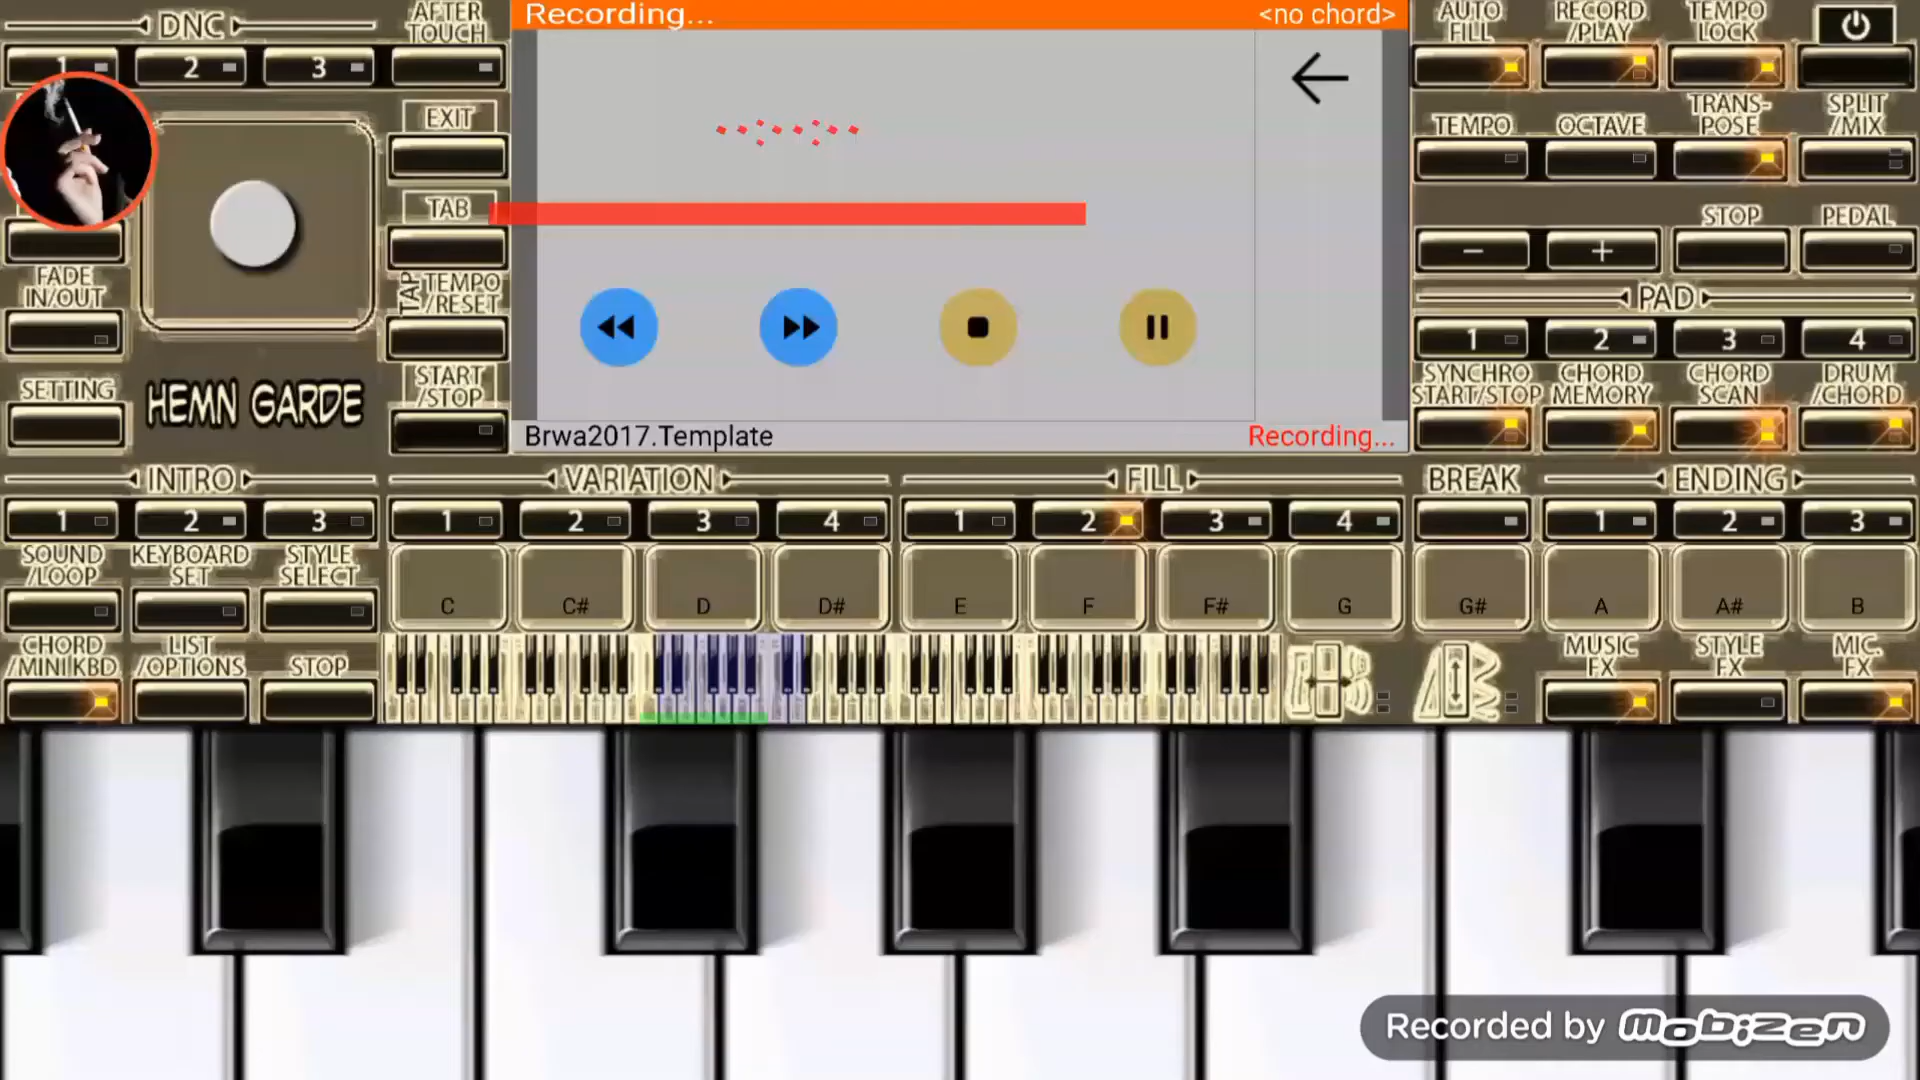 DNC
AFTER
TOUCH
Recording...
<no chord>
AUTO
FILL
RECORD
/PLAY
TEMPO
LOCK
1
2
3
EXIT
TEMPO
OCTAVE
TRANS-
POSE
SPLIT
/MIX
TAB
STOP
PEDAL
-
+
FADE
IN/OUT
TAP
TEMPO
/RESET
PAD
1
2
3
4
SETTING
HEMN GARDE
START
/STOP
SYNCHRO
START/STOP
CHORD
MEMORY
CHORD
SCAN
DRUM
/CHORD
Brwa2017.Template
Recording...
INTRO
VARIATION
FILL
BREAK
ENDING
1
2
3
1
2
3
4
1
2
3
4
1
2
3
SOUND
/LOOP
KEYBOARD
SET
STYLE
SELECT
C
C#
D
D#
E
F
F#
G
G#
A
A#
B
CHORD
/MINI KBD
LIST
/OPTIONS
STOP
MUSIC
FX
STYLE
FX
MIC.
FX
Recorded by mobizen